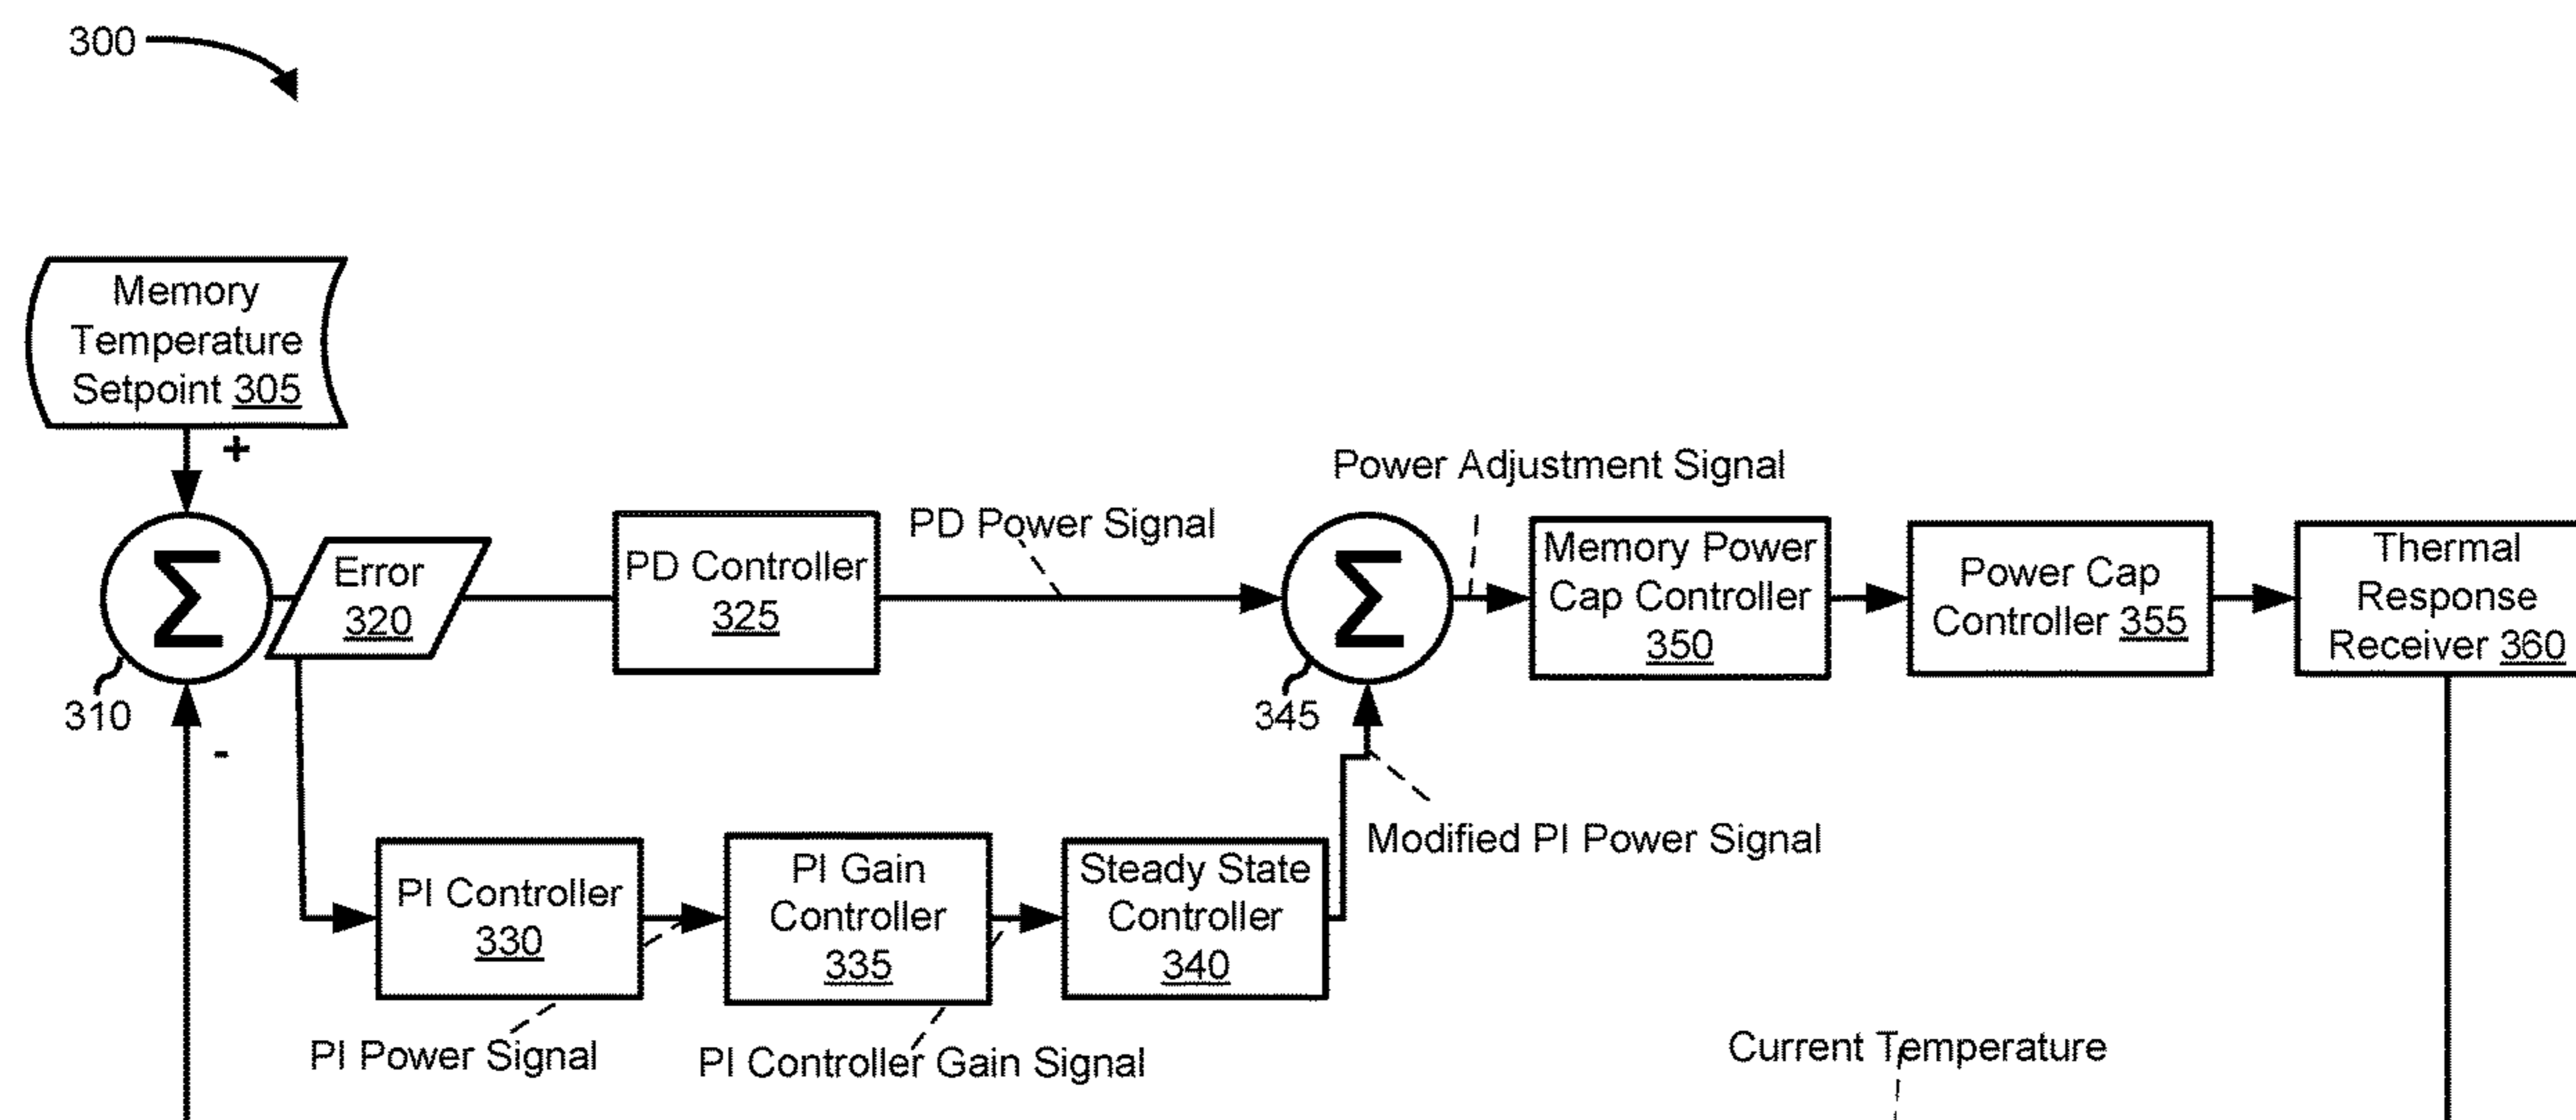 300
Memory
Temperature
Setpoint 305
+
Σ
310
-
Error
320
PD Controller
325
PD Power Signal
Σ
345
Power Adjustment Signal
Memory Power
Cap Controller
350
Power Cap
Controller 355
Thermal
Response
Receiver 360
PI Controller
330
PI Power Signal
PI Gain
Controller
335
PI Controller Gain Signal
Steady State
Controller
340
Modified PI Power Signal
Current Temperature